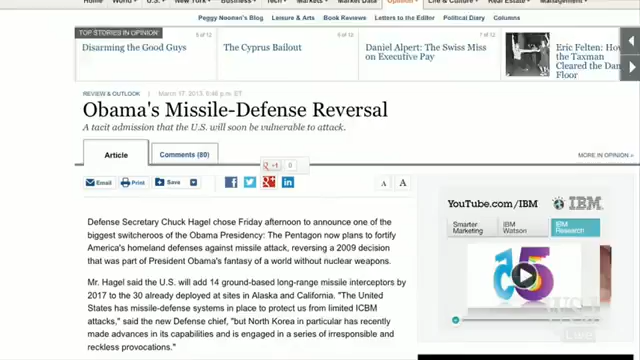 Home World U.S. New York Business Tech Markets Market Data Opinion Life & Culture Real Estate Management
Peggy Noonan's Blog Leisure & Arts Book Reviews Letters to the Editor Political Diary Columns
TOP STORIES IN OPINION
5 of 12
6 of 12
7 of 12
Disarming the Good Guys
The Cyprus Bailout
Daniel Alpert: The Swiss Miss
on Executive Pay
Eric Felten: How
the Taxman
Cleared the Dan
Floor
REVIEW & OUTLOOK March 17, 2013, 6:46 p.m. ET
Obama's Missile-Defense Reversal
A tacit admission that the U.S. will soon be vulnerable to attack.
Article
Comments (80)
MORE IN OPINION »
+1 0
Email Print Save
A A
Defense Secretary Chuck Hagel chose Friday afternoon to announce one of the
biggest switcheroos of the Obama Presidency: The Pentagon now plans to fortify
America's homeland defenses against missile attack, reversing a 2009 decision
that was part of President Obama's fantasy of a world without nuclear weapons.
Mr. Hagel said the U.S. will add 14 ground-based long-range missile interceptors by
2017 to the 30 already deployed at sites in Alaska and California. "The United
States has missile-defense systems in place to protect us from limited ICBM
attacks," said the new Defense chief, "but North Korea in particular has recently
made advances in its capabilities and is engaged in a series of irresponsible and
reckless provocations."
YouTube.com/IBM
IBM
Smarter
Marketing
IBM
Watson
IBM
Research
5
WSJ
Live